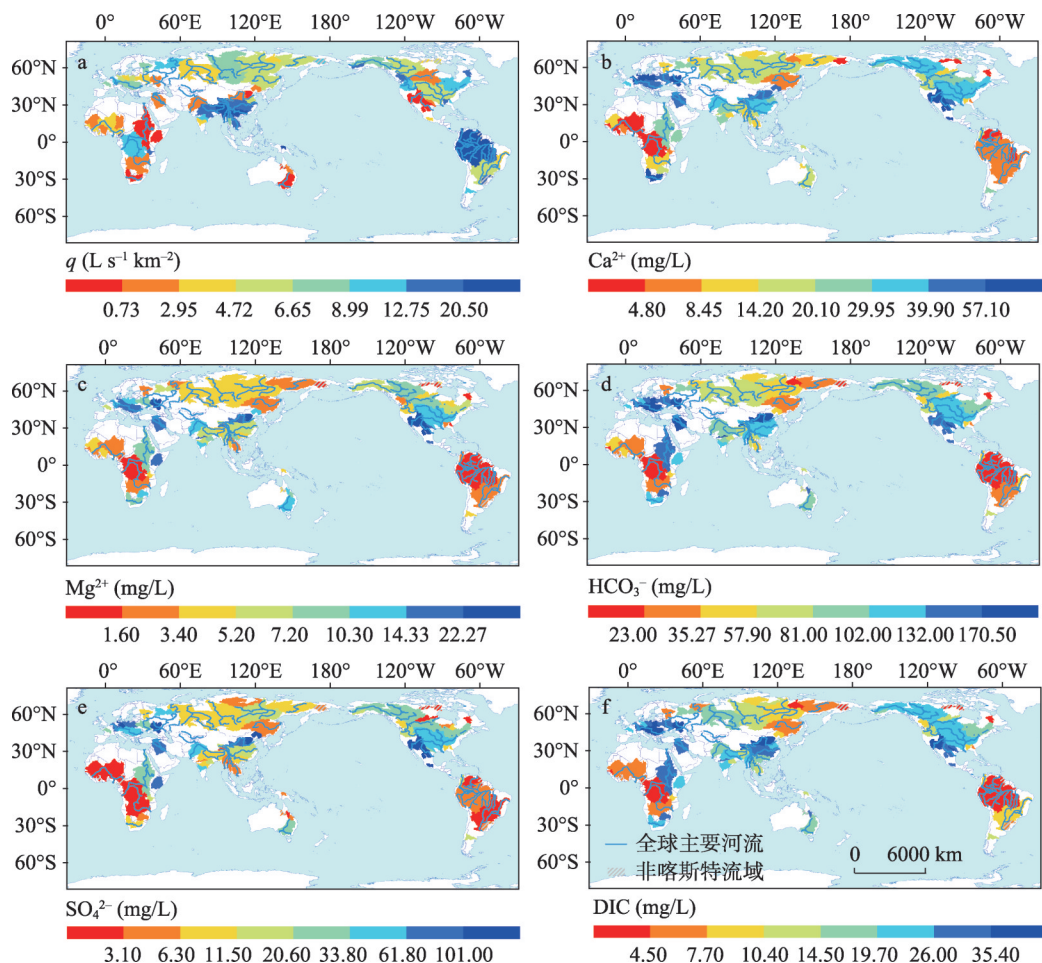 0° 60°E 120°E 180° 120°W 60°W
0° 60°E 120°E 180° 120°W 60°W
a
60°N
30°N
0°
30°S
60°S
b
60°N
30°N
0°
30°S
60°S
q (L s⁻¹ km⁻²)
0.73 2.95 4.72 6.65 8.99 12.75 20.50
Ca²⁺ (mg/L)
4.80 8.45 14.20 20.10 29.95 39.90 57.10
0° 60°E 120°E 180° 120°W 60°W
0° 60°E 120°E 180° 120°W 60°W
c
60°N
30°N
0°
30°S
60°S
d
60°N
30°N
0°
30°S
60°S
Mg²⁺ (mg/L)
1.60 3.40 5.20 7.20 10.30 14.33 22.27
HCO₃⁻ (mg/L)
23.00 35.27 57.90 81.00 102.00 132.00 170.50
0° 60°E 120°E 180° 120°W 60°W
0° 60°E 120°E 180° 120°W 60°W
e
60°N
30°N
0°
30°S
60°S
f
60°N
30°N
0°
30°S
60°S
全球主要河流
非喀斯特流域
0 6000 km
SO₄²⁻ (mg/L)
3.10 6.30 11.50 20.60 33.80 61.80 101.00
DIC (mg/L)
4.50 7.70 10.40 14.50 19.70 26.00 35.40